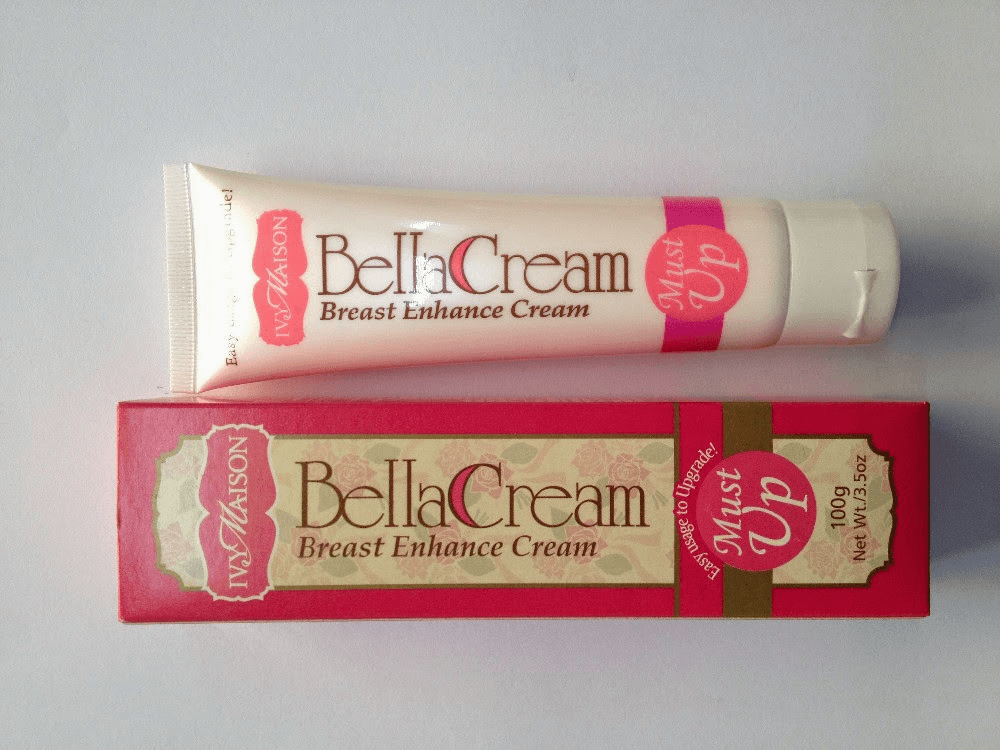 Easy
IVY MAISON
BellaCream
Breast Enhance Cream
Must
Up
IVY MAISON
BellaCream
Breast Enhance Cream
Easy usage to Upgrade!
Must
Up
100g
Net Wt./3.5oz